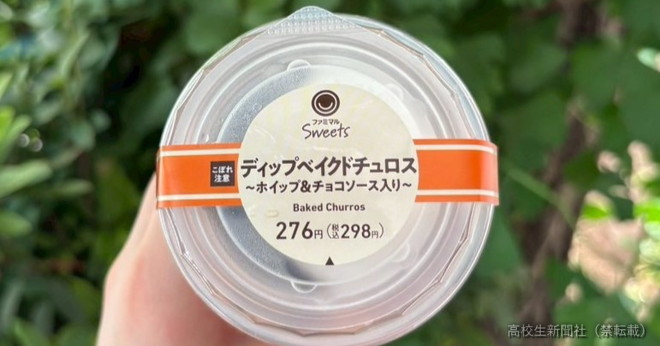 ファミマル
Sweets
こぼれ
注意
ディップベイクドチュロス
～ホイップ&チョコソース入り～
Baked Churros
276円(税込298円)
高校生新聞社（禁転載）